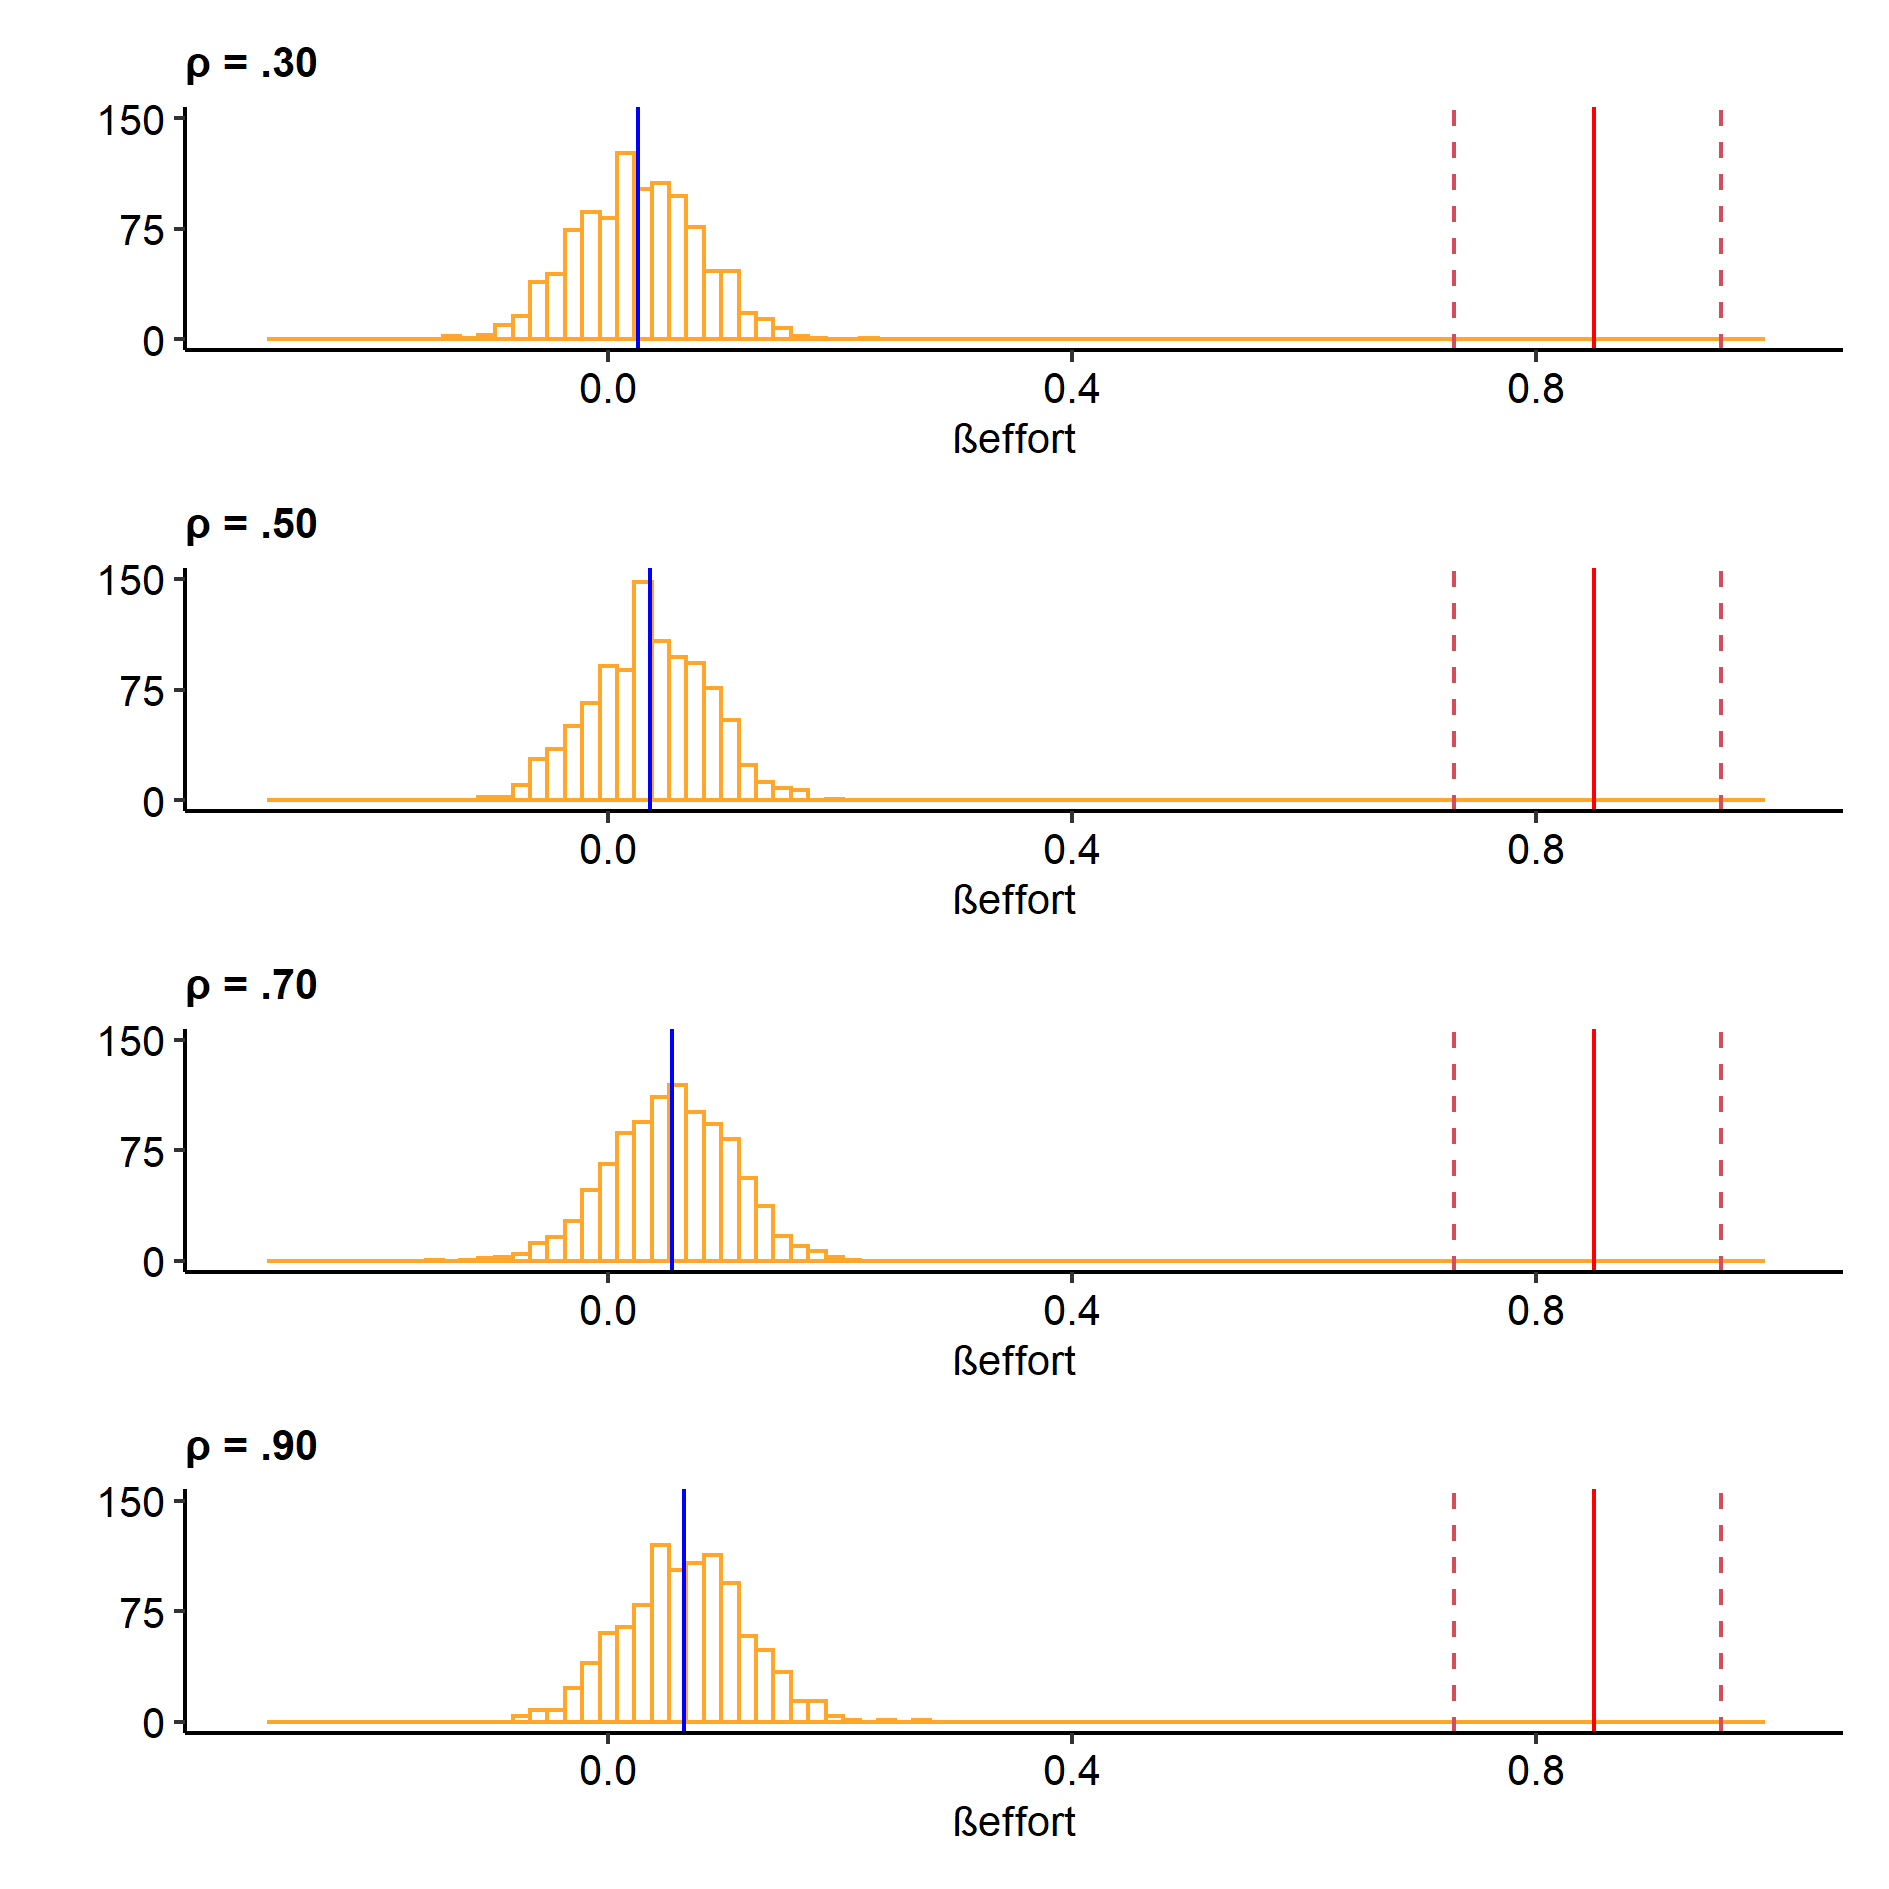 ρ = .30
150
75
0
0.0 0.4 0.8
ßeffort
ρ = .50
150
75
0
0.0 0.4 0.8
ßeffort
ρ = .70
150
75
0
0.0 0.4 0.8
ßeffort
ρ = .90
150
75
0
0.0 0.4 0.8
ßeffort